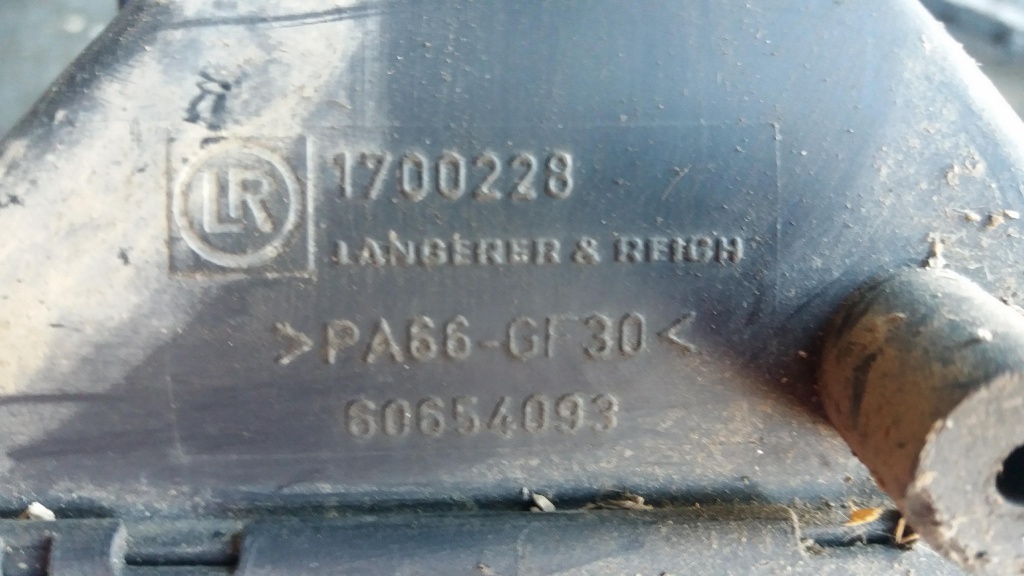 LR
1700228
LANGERER & REICH
>PA66-GF30<
60654093